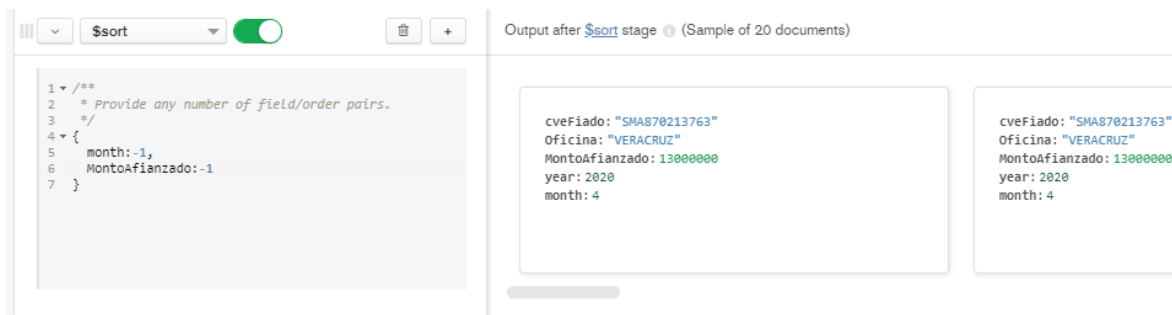 $sort
+
Output after $sort stage (Sample of 20 documents)
1 /**
2 * Provide any number of field/order pairs.
3 */
4 {
5 month:-1,
6 MontoAfianzado:-1
7 }
cveFiado: "SMA870213763"
Oficina: "VERACRUZ"
MontoAfianzado: 13000000
year: 2020
month: 4
cveFiado: "SMA870213763"
Oficina: "VERACRUZ"
MontoAfianzado: 13000000
year: 2020
month: 4